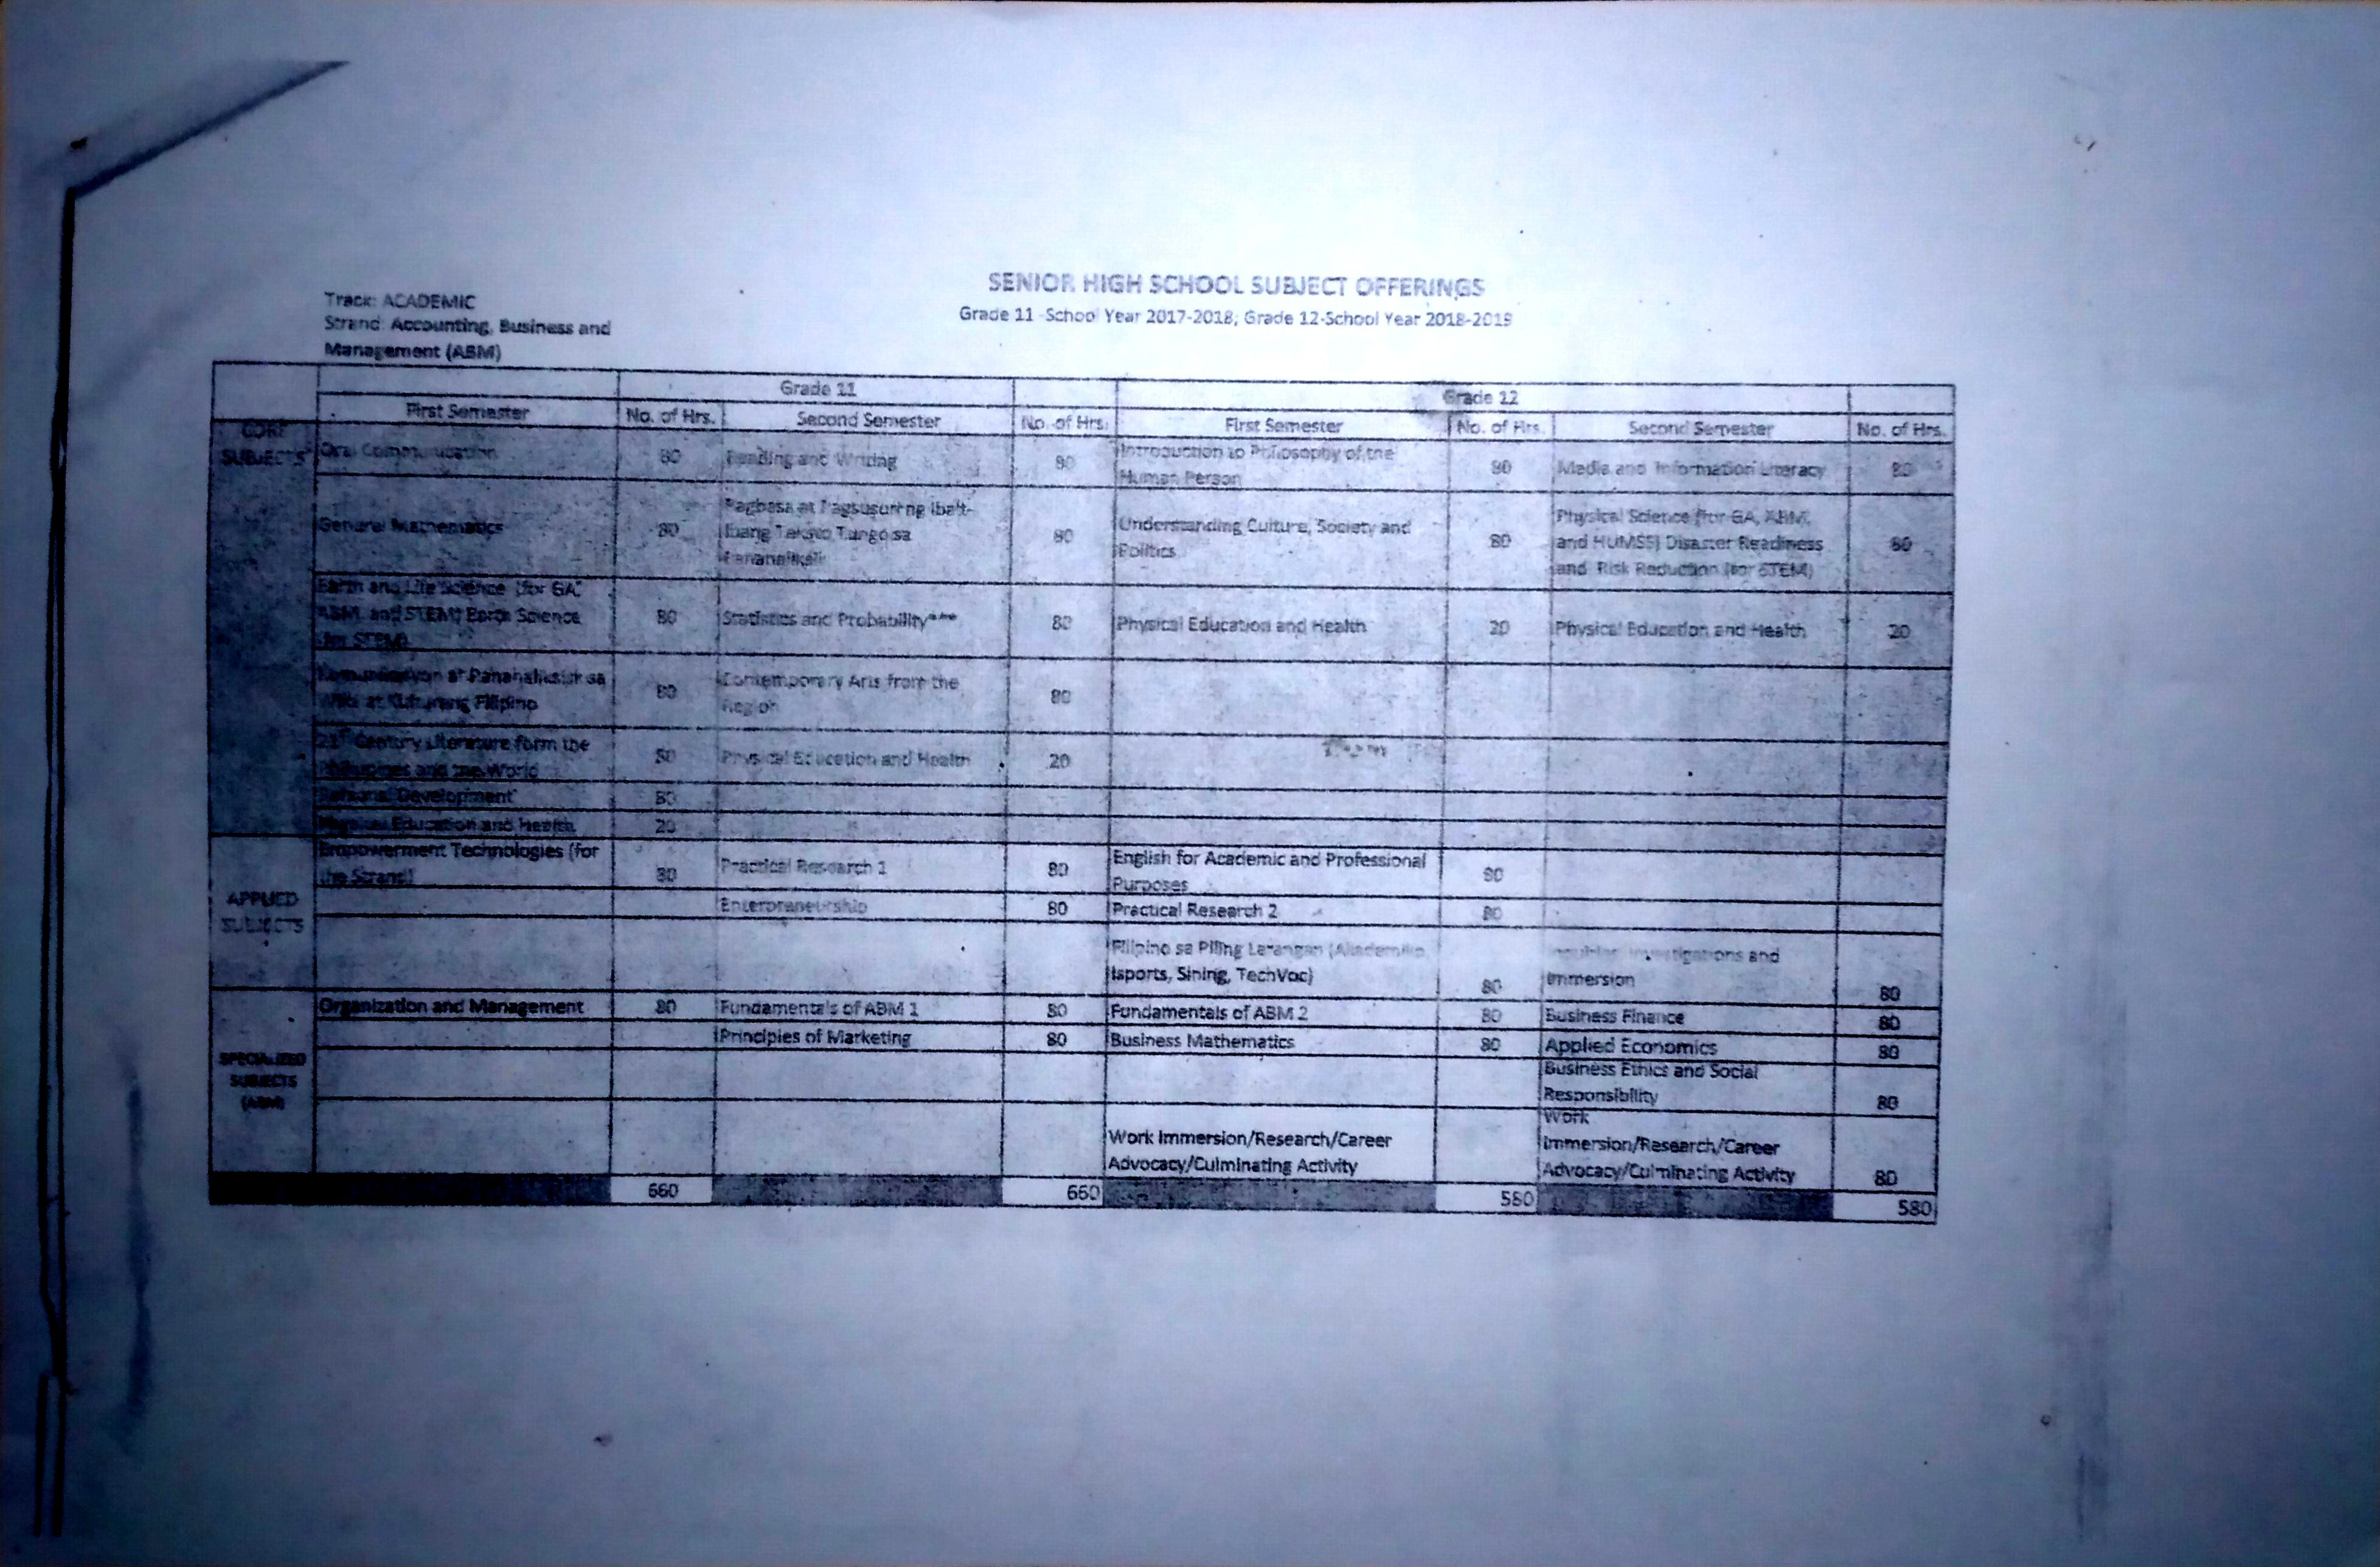 SENIOR HIGH SCHOOL SUBJECT OFFERINGS
Grade 11 -School Year 2017-2018; Grade 12-School Year 2018-2019
Track: ACADEMIC
Strand: Accounting, Business and
Management (ABM)
Grade 11
Grade 12
First Semester No. of Hrs. Second Semester No. of Hrs. First Semester No. of Hrs. Second Semester No. of Hrs.
CORE
SUBJECTS
Oral Communication 80 Reading and Writing 80
Introduction to Philosophy of the
Human Person
80 Media and Information Literacy 80
General Mathematics 80
Pagbasa at Pagsusuri ng Iba't-
Ibang Teksto Tungo sa
80
Understanding Culture, Society and
Politics
80
Physical Science (for GA, ABM,
and HUMSS) Disaster Readiness
and Risk Reduction (for STEM)
80
Earth and Life Science (for GA,
ABM, and STEM) Earth Science
(for STEM)
80 Statistics and Probability 80 Physical Education and Health 20 Physical Education and Health 20
at Pananaliksik sa
Wika at Kulturang Filipino
80
Contemporary Arts from the
Region
80
21st Century Literature form the
Philippines and the World
80 Physical Education and Health 20
Personal Development 80
Physical Education and Health 20
APPLIED
SUBJECTS
Empowerment Technologies (for
the Strand)
80 Practical Research 1 80
English for Academic and Professional
Purposes
80
80 Practical Research 2 80
Filipino sa Piling Larangan (Akademiko
Isports, Sining, TechVoc)
80
Investigations and
Immersion
80
SPECIALIZED
SUBJECTS
(ABM)
Organization and Management 80 Fundamentals of ABM 1 80 Fundamentals of ABM 2 80 Business Finance 80
Principles of Marketing 80 Business Mathematics 80 Applied Economics 80
Business Ethics and Social
Responsibility
80
Work Immersion/Research/Career
Advocacy/Culminating Activity
Work
Immersion/Research/Career
Advocacy/Culminating Activity
80
660 660 580 580